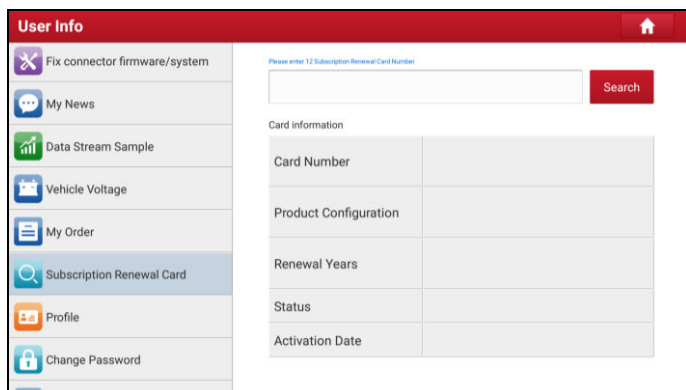 User Info
Fix connector firmware/system
My News
Data Stream Sample
Vehicle Voltage
My Order
Subscription Renewal Card
Profile
Change Password
Please enter 12 Subscription Renewal Card Number
Search
Card information
Card Number
Product Configuration
Renewal Years
Status
Activation Date